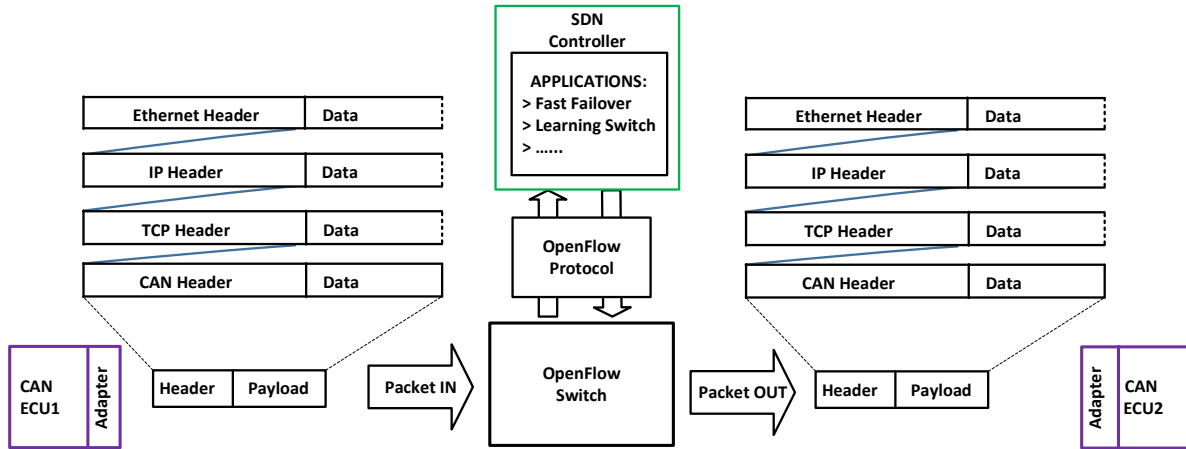 SDN
Controller
APPLICATIONS:
> Fast Failover
> Learning Switch
> …...
Ethernet Header Data
IP Header Data
TCP Header Data
CAN Header Data
Header Payload
CAN
ECU1
Adapter
Packet IN
OpenFlow
Protocol
OpenFlow
Switch
Packet OUT
Ethernet Header Data
IP Header Data
TCP Header Data
CAN Header Data
Header Payload
Adapter
CAN
ECU2